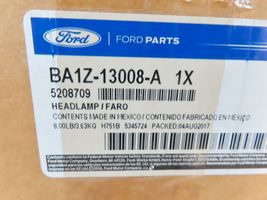 Ford
FORD PARTS
BA1Z-13008-A 1X
5208709
HEADLAMP / FARO
CONTENTS MADE IN MEXICO / CONTENIDO FABRICADO EN MÉXICO
8.00LB/3.63KG H751B 5345724 PACKED:04AUG2017